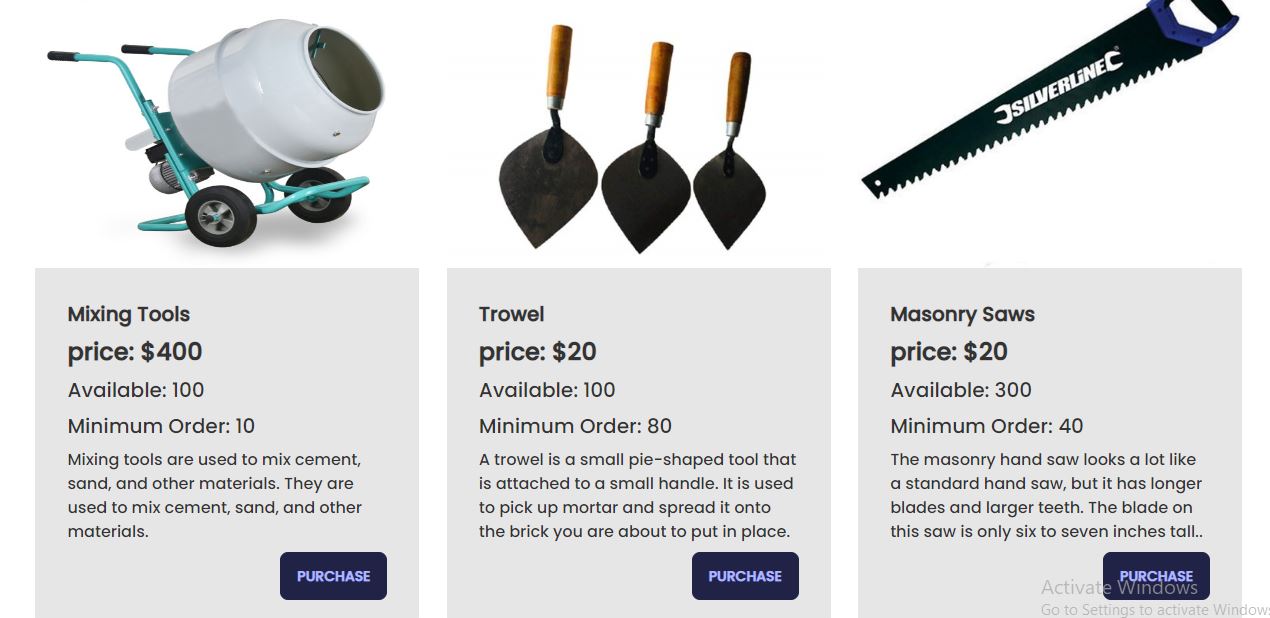 SILVERLINE
Mixing Tools
price: $400
Available: 100
Minimum Order: 10
Mixing tools are used to mix cement,
sand, and other materials. They are
used to mix cement, sand, and other
materials.
PURCHASE
Trowel
price: $20
Available: 100
Minimum Order: 80
A trowel is a small pie-shaped tool that
is attached to a small handle. It is used
to pick up mortar and spread it onto
the brick you are about to put in place.
PURCHASE
Masonry Saws
price: $20
Available: 300
Minimum Order: 40
The masonry hand saw looks a lot like
a standard hand saw, but it has longer
blades and larger teeth. The blade on
this saw is only six to seven inches tall..
PURCHASE
Activate Windows
Go to Settings to activate Windows